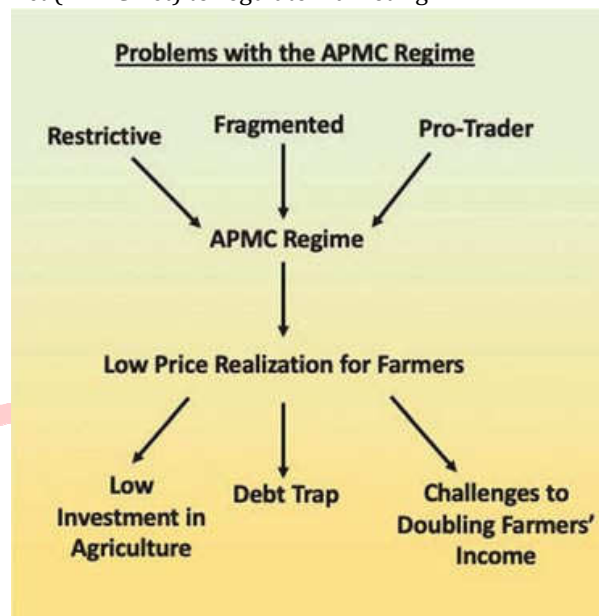 Problems with the APMC Regime
Restrictive
Fragmented
Pro-Trader
APMC Regime
Low Price Realization for Farmers
Low
Investment in
Agriculture
Debt Trap
Challenges to
Doubling Farmers'
Income